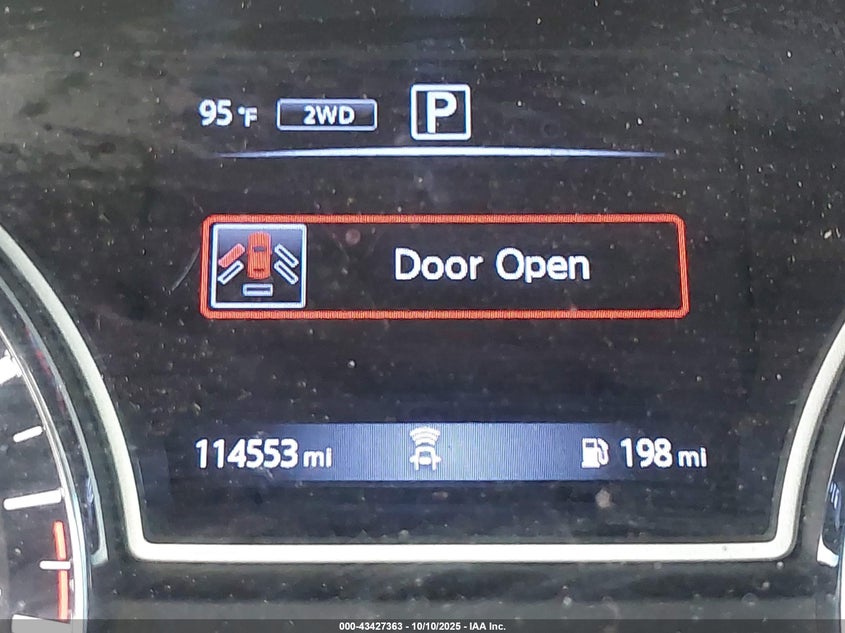 95°F 2WD P
Door Open
114553 mi 198 mi
000-43427363 - 10/10/2025 - IAA Inc.